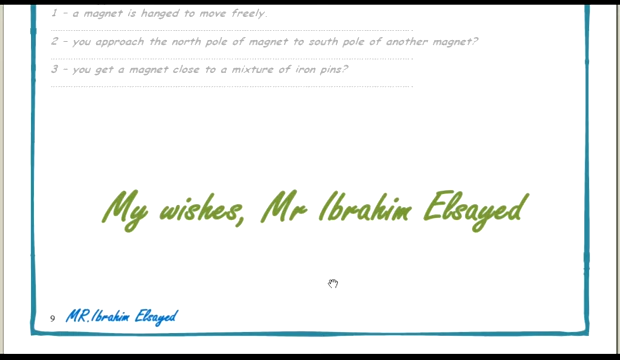 1 - a magnet is hanged to move freely.
2 - you approach the north pole of magnet to south pole of another magnet?
3 - you get a magnet close to a mixture of iron pins?
My wishes, Mr Ibrahim Elsayed
9 MR.Ibrahim Elsayed